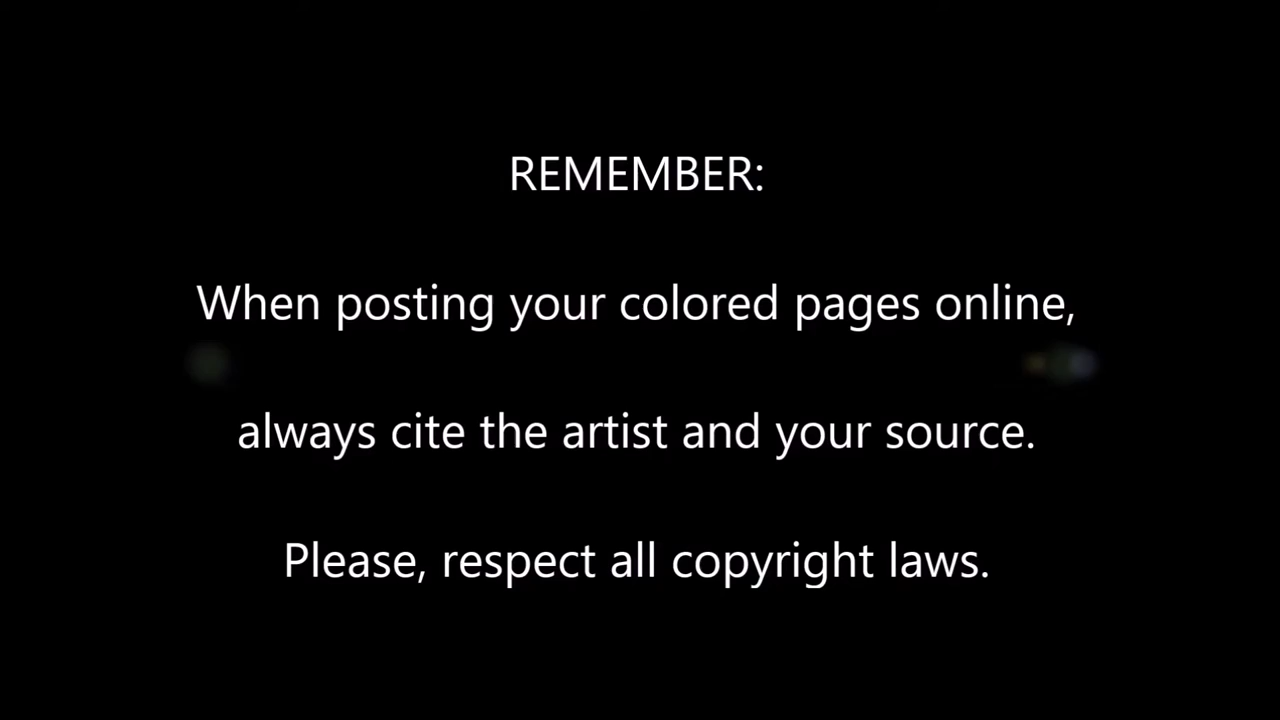 REMEMBER:
When posting your colored pages online,
always cite the artist and your source.
Please, respect all copyright laws.